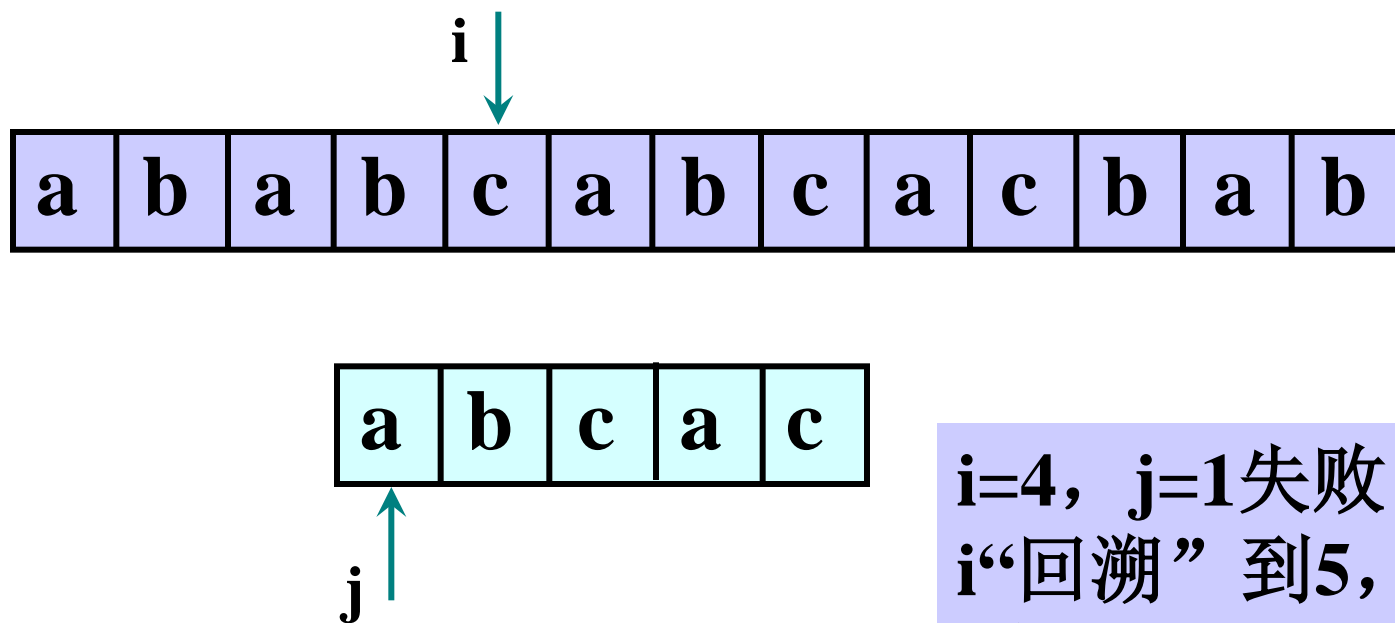 i
a b a b c a b c a c b a b
a b c a c
j
i=4，j=1失败
i“回溯”到5，